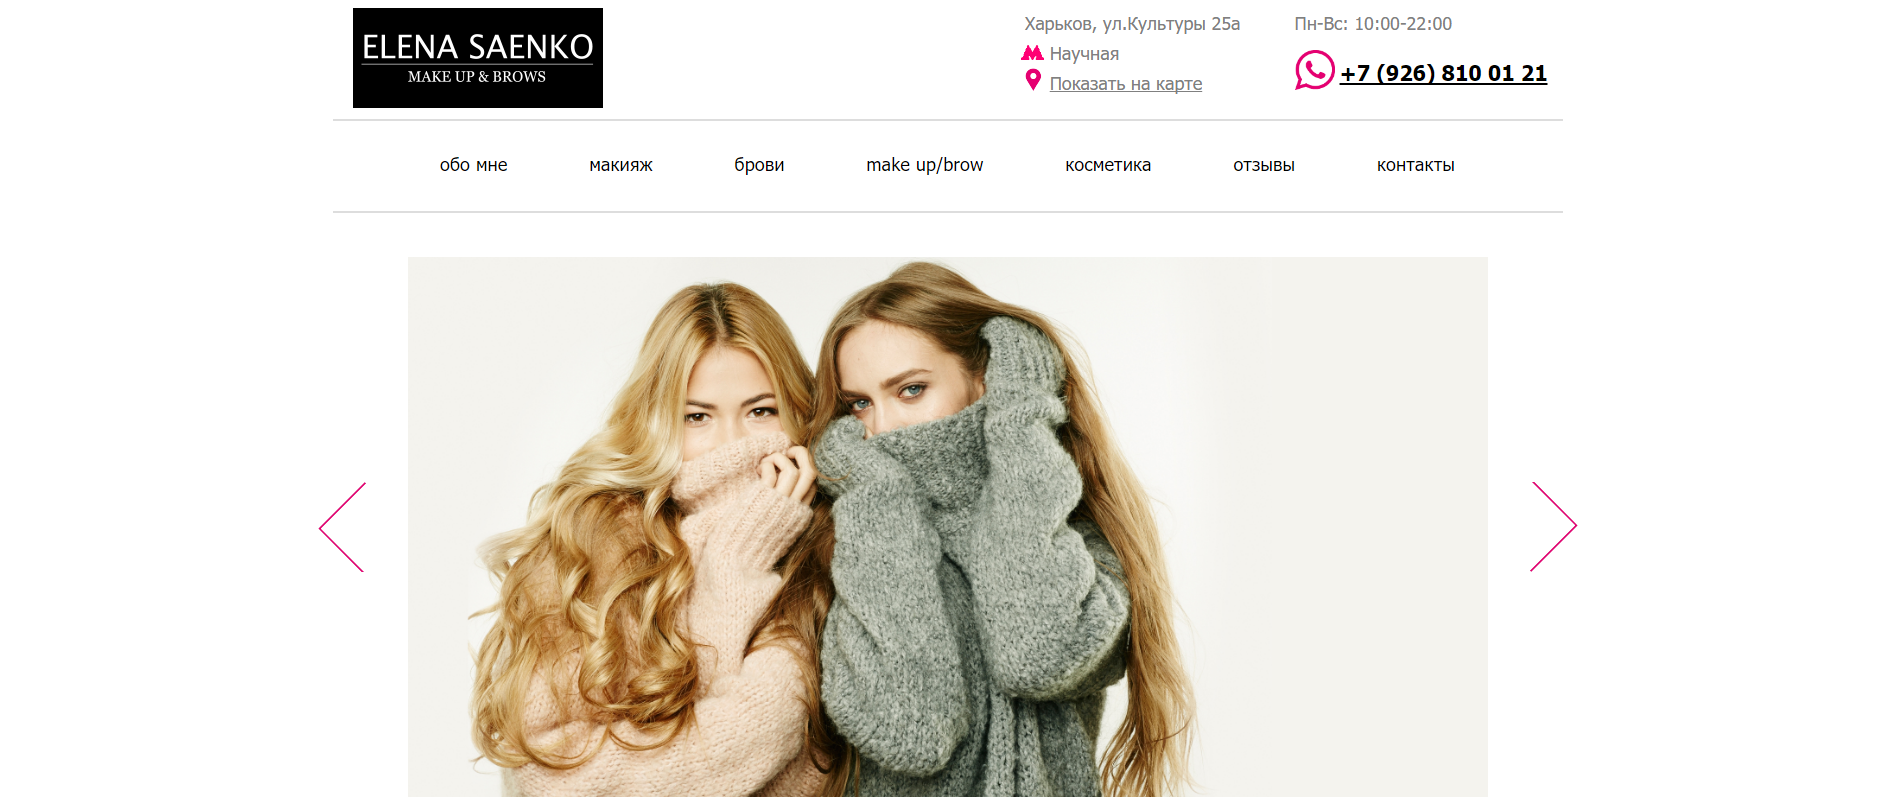 ELENA SAENKO
MAKE UP & BROWS
Харьков, ул.Культуры 25а
Научная
Показать на карте
Пн-Вс: 10:00-22:00
+7 (926) 810 01 21
обо мне
макияж
брови
make up/brow
косметика
отзывы
контакты